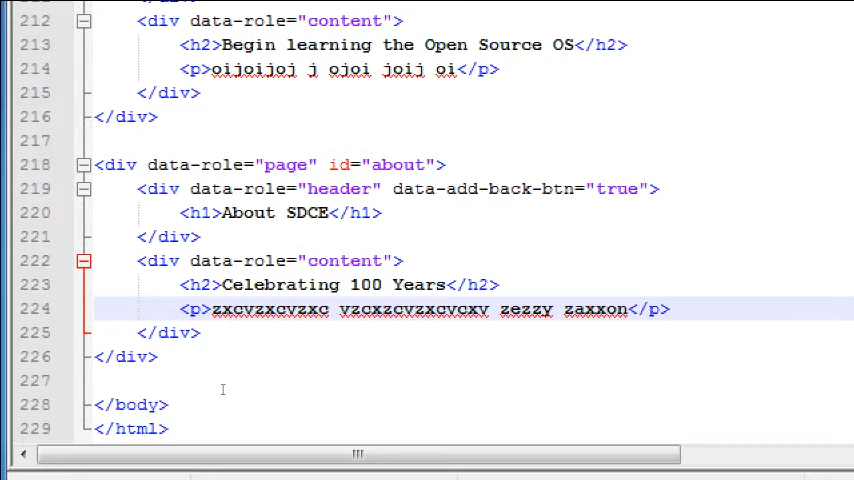 212 <div data-role="content">
213 <h2>Begin learning the Open Source OS</h2>
214 <p>oijoijoj j ojoi joij oi</p>
215 </div>
216 </div>
217
218 <div data-role="page" id="about">
219 <div data-role="header" data-add-back-btn="true">
220 <h1>About SDCE</h1>
221 </div>
222 <div data-role="content">
223 <h2>Celebrating 100 Years</h2>
224 <p>zxcvzxcvzxc vzcxzcvzxcvcxv zezzy zaxxon</p>
225 </div>
226 </div>
227
228 </body>
229 </html>